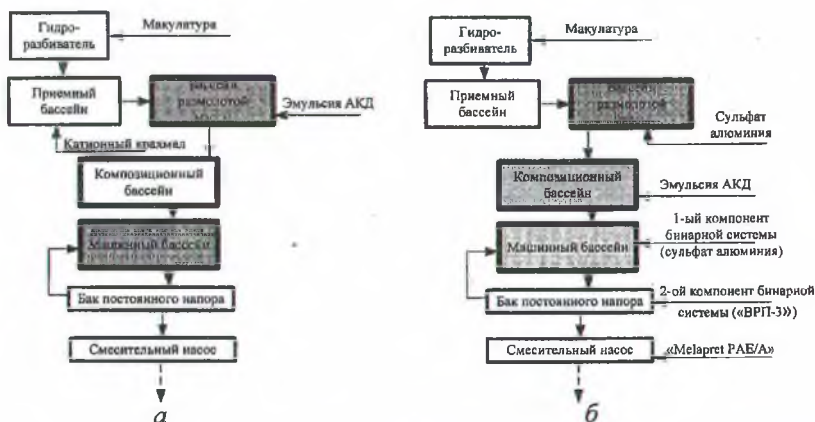 Гидро-
разбиватель
Макулатура
Приемный
бассейн
размолотой
Эмульсия АКД
Катионный крахмал
Композиционный
бассейн
Машинный бассейн
Бак постоянного напора
Смесительный насос
а
Гидро-
разбиватель
Макулатура
Приемный
бассейн
размолотой
Сульфат
алюминия
Композиционный
бассейн
Эмульсия АКД
Машинный бассейн
1-ый компонент
бинарной системы
(сульфат алюминия)
Бак постоянного напора
2-ой компонент бинарной
системы («ВРП-3»)
Смесительный насос
«Melapret PAE/A»
б